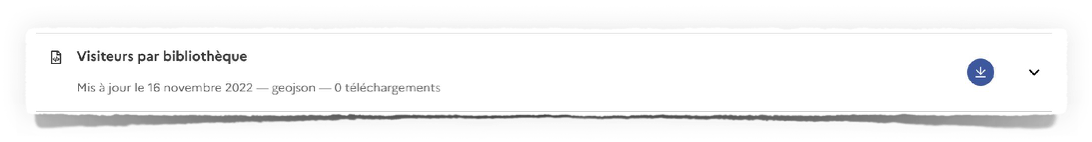 Visiteurs par bibliothèque
Mis à jour le 16 novembre 2022 — geojson — 0 téléchargements